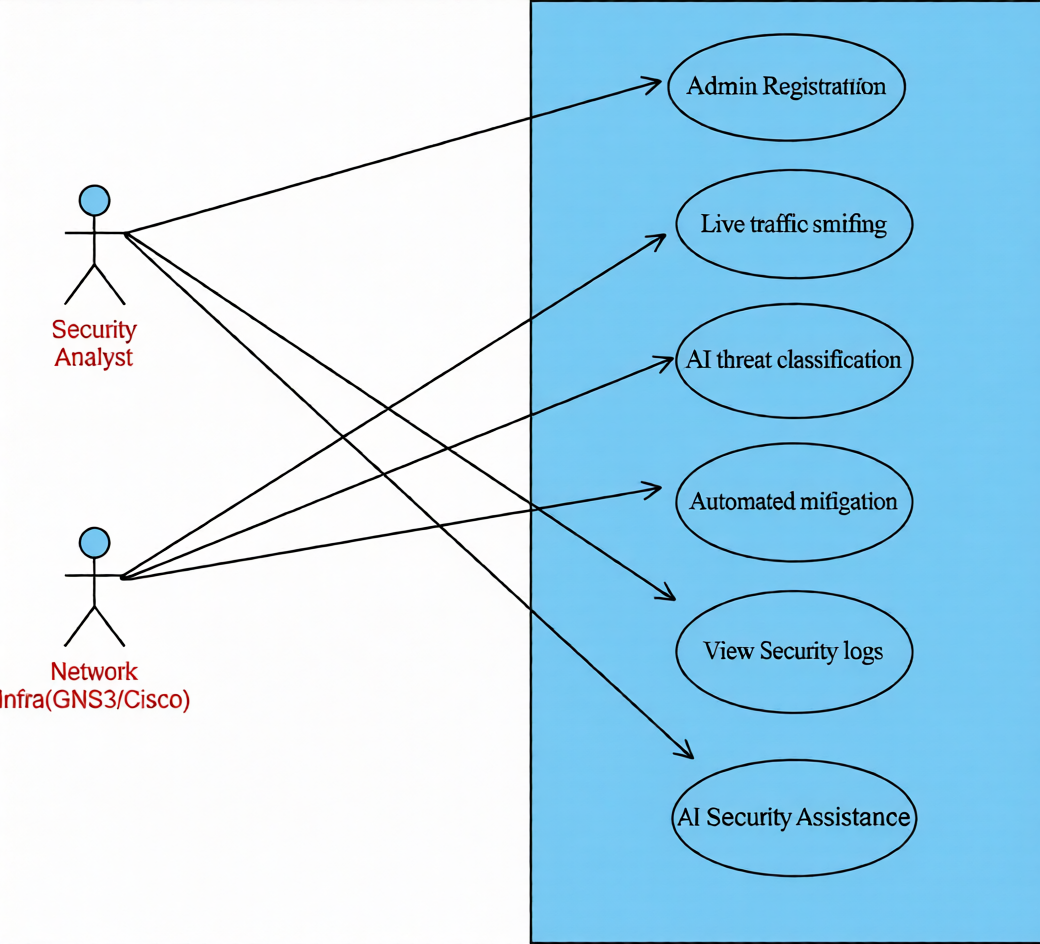 Admin Registration
Live traffic smifing
Security
Analyst
AI threat classification
Automated mifigation
Network
Infra(GNS3/Cisco)
View Security logs
AI Security Assistance